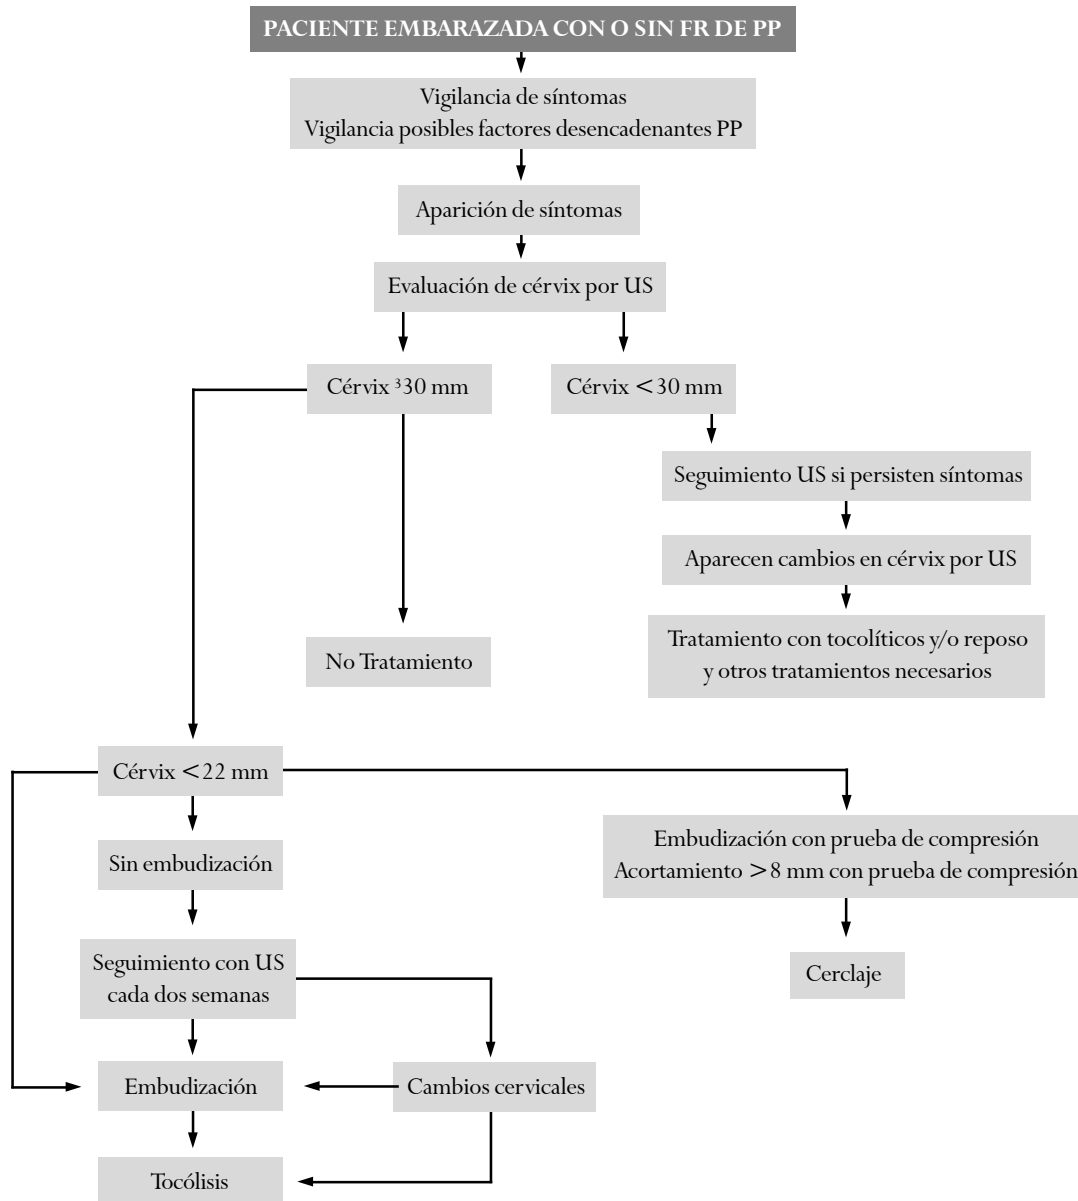 PACIENTE EMBARAZADA CON O SIN FR DE PP
Vigilancia de síntomas
Vigilancia posibles factores desencadenantes PP
Aparición de síntomas
Evaluación de cérvix por US
Cérvix ³30 mm
Cérvix <30 mm
Seguimiento US si persisten síntomas
Aparecen cambios en cérvix por US
Tratamiento con tocolíticos y/o reposo
y otros tratamientos necesarios
No Tratamiento
Cérvix <22 mm
Embudización con prueba de compresión
Acortamiento >8 mm con prueba de compresión
Sin embudización
Seguimiento con US
cada dos semanas
Cerclaje
Embudización
Cambios cervicales
Tocólisis